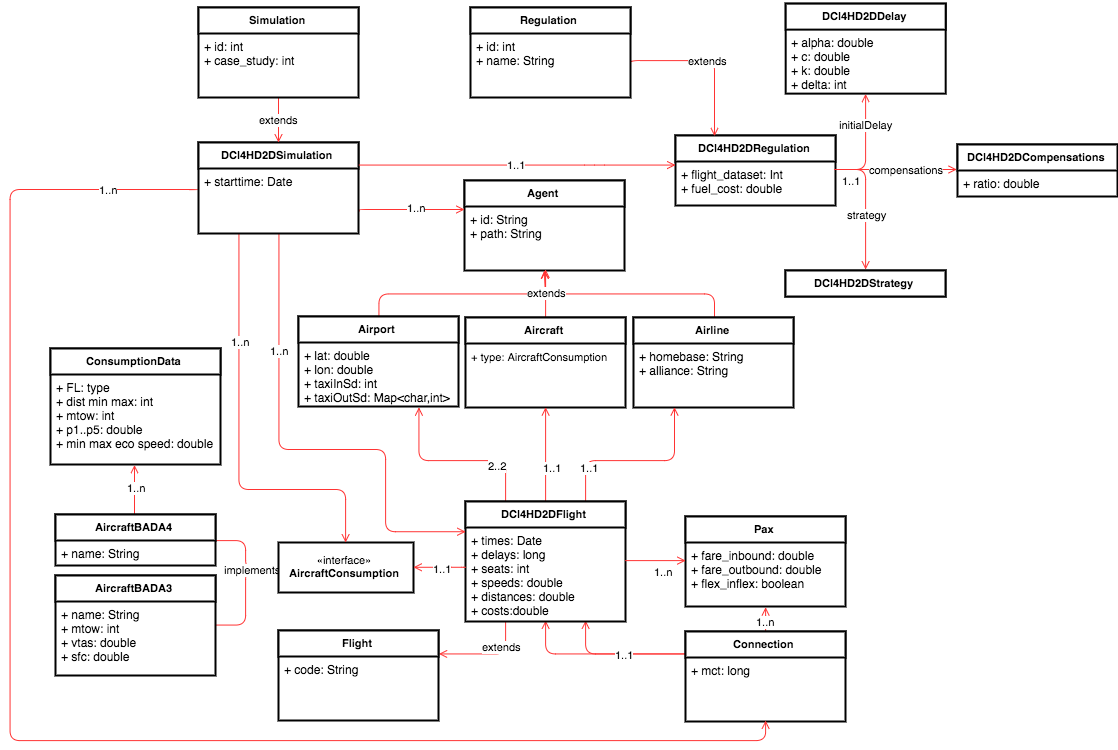 Simulation
+ id: int
+ case_study: int
Regulation
+ id: int
+ name: String
DCI4HD2DDelay
+ alpha: double
+ c: double
+ k: double
+ delta: int
extends
extends
initialDelay
DCI4HD2DSimulation
+ starttime: Date
1..1
DCI4HD2DRegulation
+ flight_dataset: Int
+ fuel_cost: double
1..1
compensations
DCI4HD2DCompensations
+ ratio: double
1..n
1..n
Agent
+ id: String
+ path: String
strategy
DCI4HD2DStrategy
extends
Airport
+ lat: double
+ lon: double
+ taxiInSd: int
+ taxiOutSd: Map<char,int>
Aircraft
+ type: AircraftConsumption
Airline
+ homebase: String
+ alliance: String
1..n
1..n
ConsumptionData
+ FL: type
+ dist min max: int
+ mtow: int
+ p1..p5: double
+ min max eco speed: double
2..2
1..1
1..1
1..n
AircraftBADA4
+ name: String
implements
AircraftBADA3
+ name: String
+ mtow: int
+ vtas: double
+ sfc: double
«interface»
AircraftConsumption
1..1
DCI4HD2DFlight
+ times: Date
+ delays: long
+ seats: int
+ speeds: double
+ distances: double
+ costs:double
1..n
Pax
+ fare_inbound: double
+ fare_outbound: double
+ flex_inflex: boolean
1..n
Flight
+ code: String
extends
1..1
Connection
+ mct: long